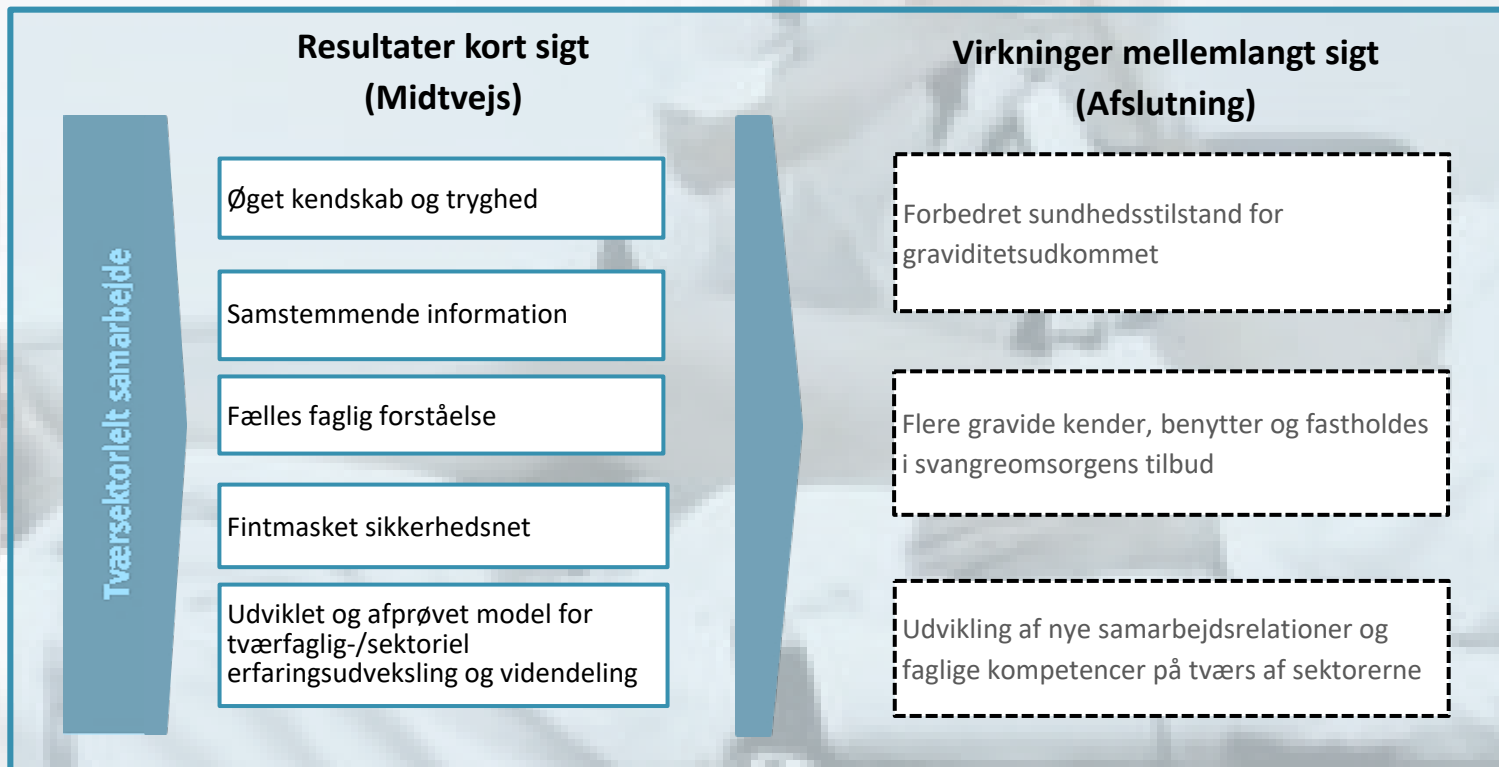 Tværsektorielt samarbejde
Resultater kort sigt
(Midtvejs)
Øget kendskab og tryghed
Samstemmende information
Fælles faglig forståelse
Fintmasket sikkerhedsnet
Udviklet og afprøvet model for
tværfaglig-/sektoriel
erfaringsudveksling og videndeling
Virkninger mellemlangt sigt
(Afslutning)
Forbedret sundhedsstilstand for
graviditetsudkommet
Flere gravide kender, benytter og fastholdes
i svangreomsorgens tilbud
Udvikling af nye samarbejdsrelationer og
faglige kompetencer på tværs af sektorerne